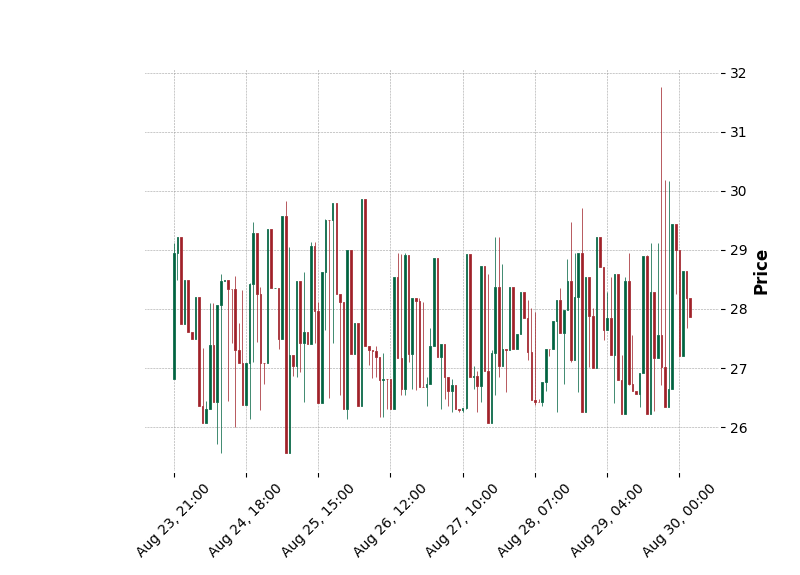 32
31
30
29
28
27
26
Price
Aug 23, 21:00
Aug 24, 18:00
Aug 25, 15:00
Aug 26, 12:00
Aug 27, 10:00
Aug 28, 07:00
Aug 29, 04:00
Aug 30, 00:00